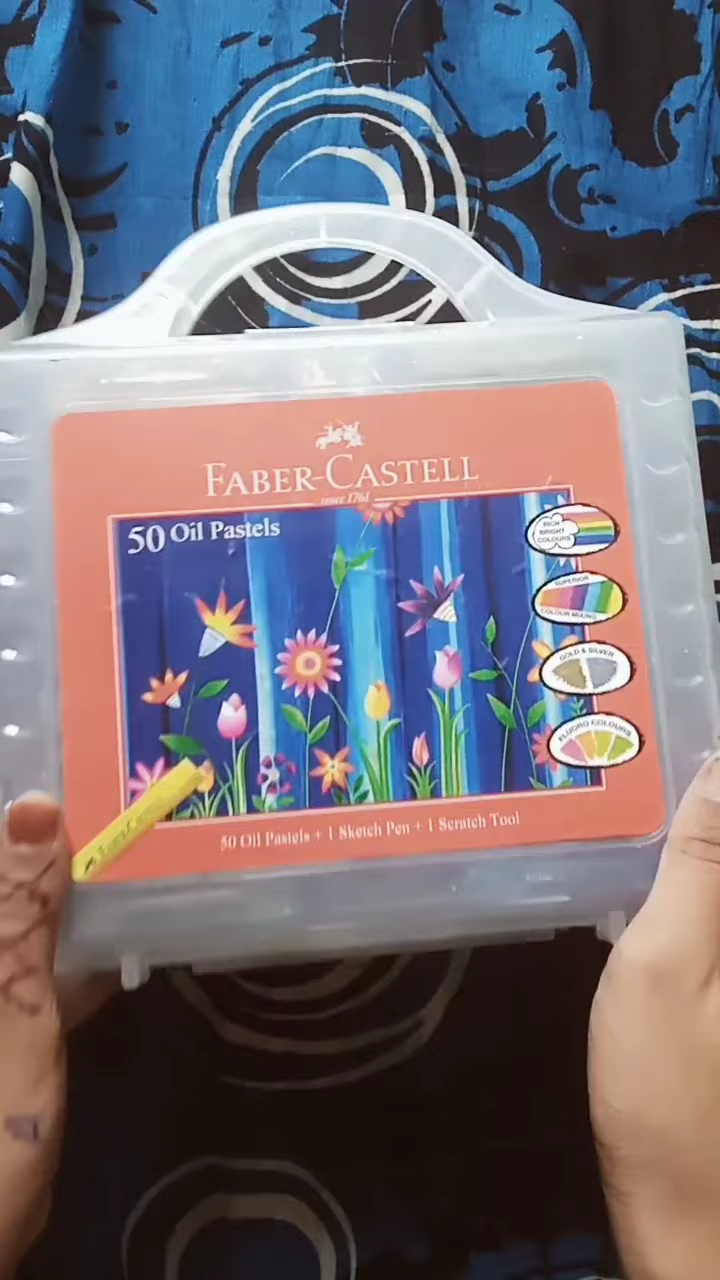 FABER-CASTELL
since 1761
50 Oil Pastels
RICH
BRIGHT
COLOURS
SUPERIOR
COLOUR MIXING
GOLD & SILVER
FLUORO COLOURS
50 Oil Pastels + 1 Sketch Pen + 1 Scratch Tool